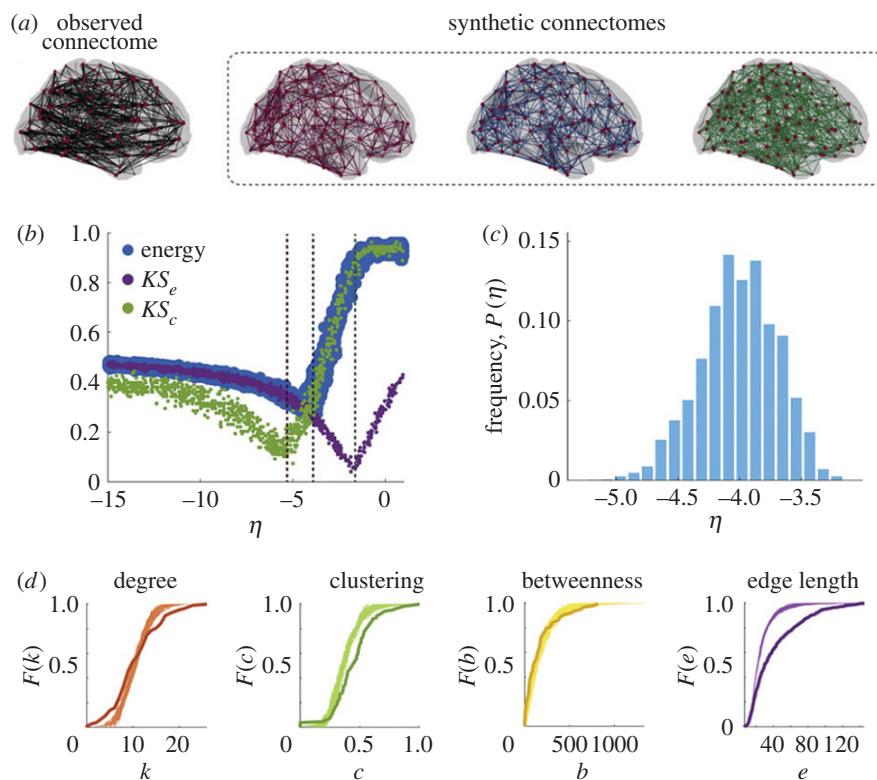 (a) observed connectome
synthetic connectomes
(b)
1.0
0.8
0.6
0.4
0.2
0
energy
KSe
KSc
−15 −10 −5 0
η
(c)
0.15
0.10
0.05
0
frequency, P(η)
−5.0 −4.5 −4.0 −3.5
η
(d)
degree
1.0
0.5
F(k)
0 10 20
k
clustering
1.0
0.5
F(c)
0 0.5 1.0
c
betweenness
1.0
0.5
F(b)
0 500 1000
b
edge length
1.0
0.5
F(e)
0 40 80 120
e